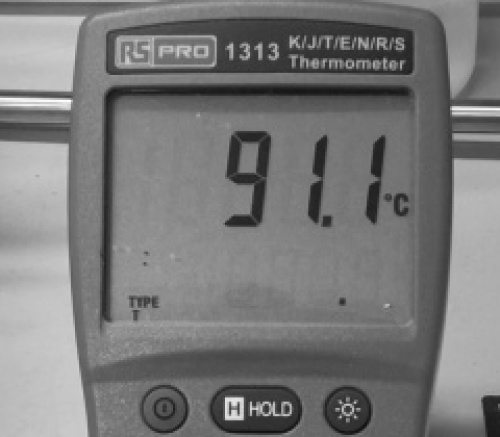 RS PRO 1313 K/J/T/E/N/R/S
Thermometer
91.1 °C
TYPE
T
H HOLD